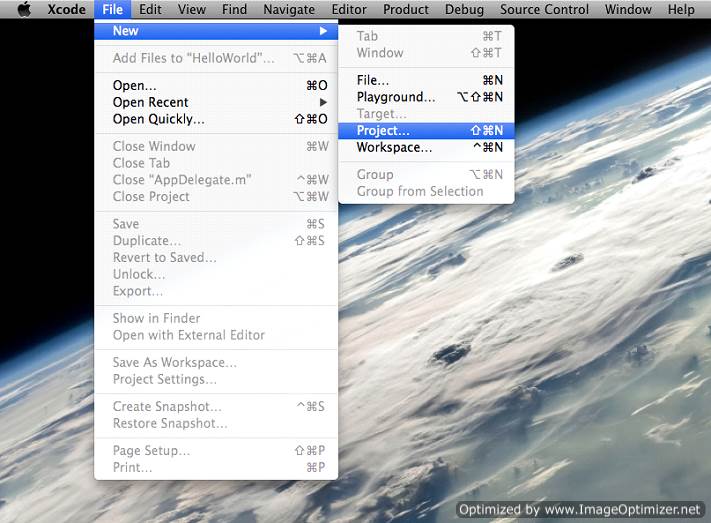 Xcode File Edit View Find Navigate Editor Product Debug Source Control Window Help
New
Add Files to “HelloWorld”... ⌥⌘A
Open... ⌘O
Open Recent
Open Quickly... ⇧⌘O
Close Window ⌘W
Close Tab
Close “AppDelegate.m” ^⌘W
Close Project ⌥⌘W
Save ⌘S
Duplicate... ⇧⌘S
Revert to Saved...
Unlock...
Export...
Show in Finder
Open with External Editor
Save As Workspace...
Project Settings...
Create Snapshot... ^⌘S
Restore Snapshot...
Page Setup... ⇧⌘P
Print... ⌘P
Tab ⌘T
Window ⇧⌘T
File... ⌘N
Playground... ⌥⇧⌘N
Target...
Project... ⇧⌘N
Workspace... ^⌘N
Group ⌥⌘N
Group from Selection
Optimized by www.ImageOptimizer.net